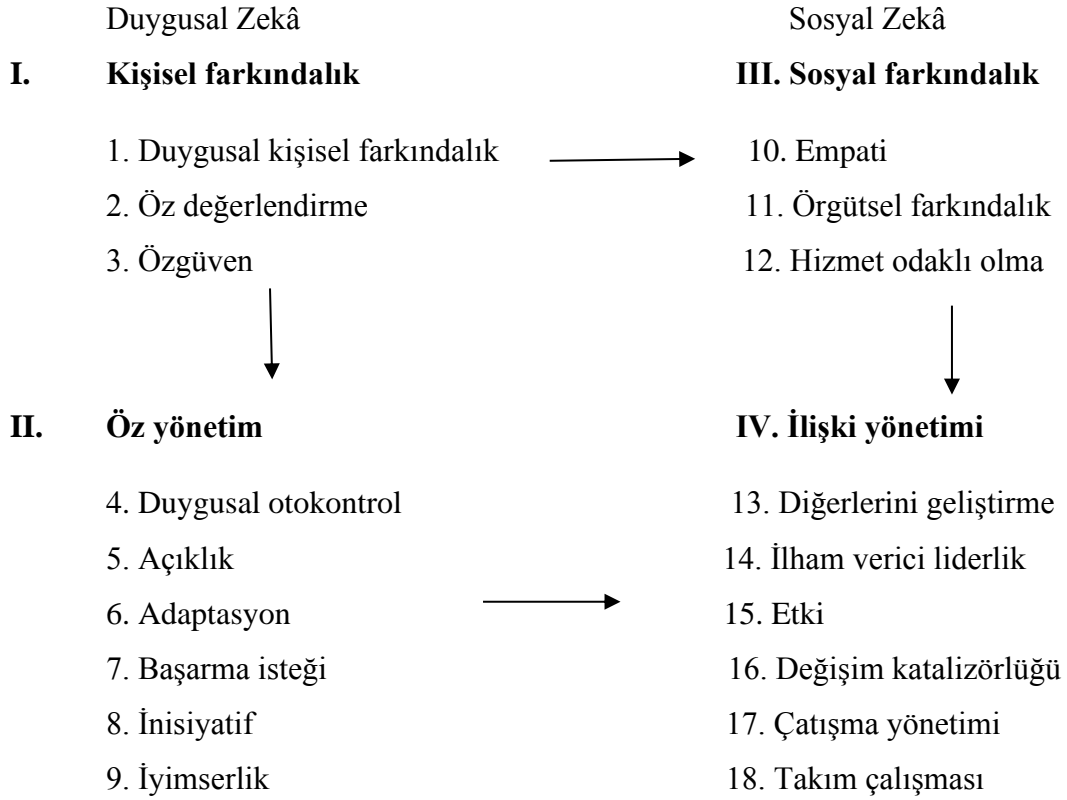 Duygusal Zekâ Sosyal Zekâ
I. Kişisel farkındalık III. Sosyal farkındalık
1. Duygusal kişisel farkındalık 10. Empati
2. Öz değerlendirme 11. Örgütsel farkındalık
3. Özgüven 12. Hizmet odaklı olma
II. Öz yönetim IV. İlişki yönetimi
4. Duygusal otokontrol 13. Diğerlerini geliştirme
5. Açıklık 14. İlham verici liderlik
6. Adaptasyon 15. Etki
7. Başarma isteği 16. Değişim katalizörlüğü
8. İnisiyatif 17. Çatışma yönetimi
9. İyimserlik 18. Takım çalışması